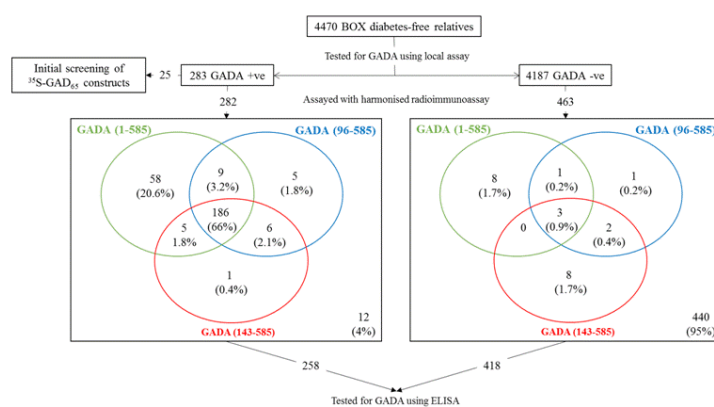 4470 BOX diabetes-free relatives
Tested for GADA using local assay
Initial screening of
³⁵S-GAD₆₅ constructs
25
283 GADA +ve
4187 GADA -ve
282
Assayed with harmonised radioimmunoassay
463
GADA (1-585)
GADA (96-585)
58
(20.6%)
9
(3.2%)
5
(1.8%)
186
(66%)
5
1.8%
6
(2.1%)
1
(0.4%)
GADA (143-585)
12
(4%)
GADA (1-585)
GADA (96-585)
8
(1.7%)
1
(0.2%)
1
(0.2%)
3
(0.9%)
0
2
(0.4%)
8
(1.7%)
GADA (143-585)
440
(95%)
258
418
Tested for GADA using ELISA